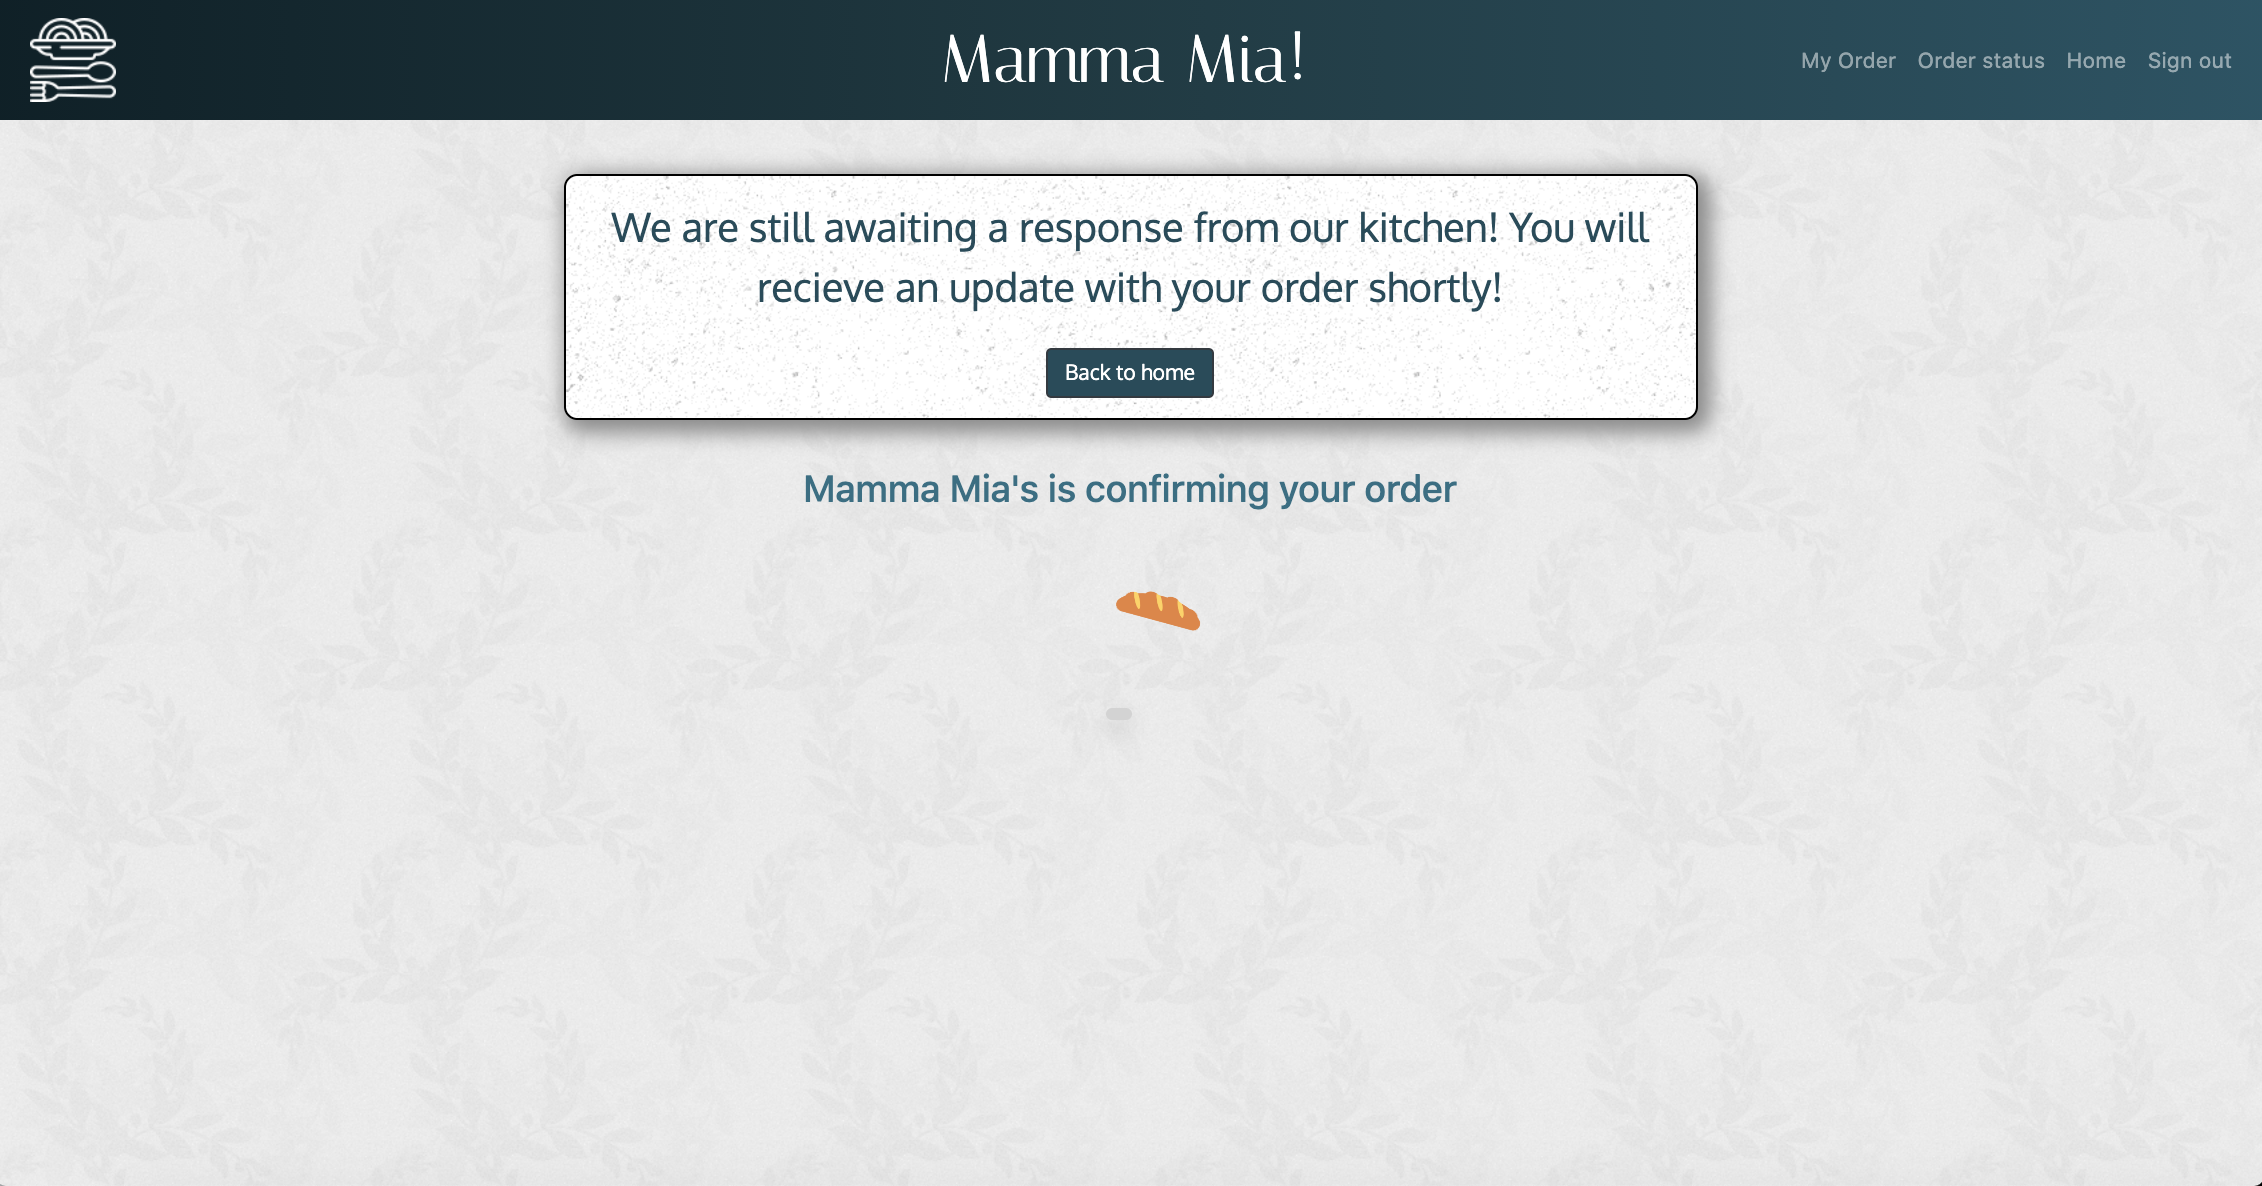 Mamma Mia!
My Order Order status Home Sign out
We are still awaiting a response from our kitchen! You will
recieve an update with your order shortly!
Back to home
Mamma Mia's is confirming your order